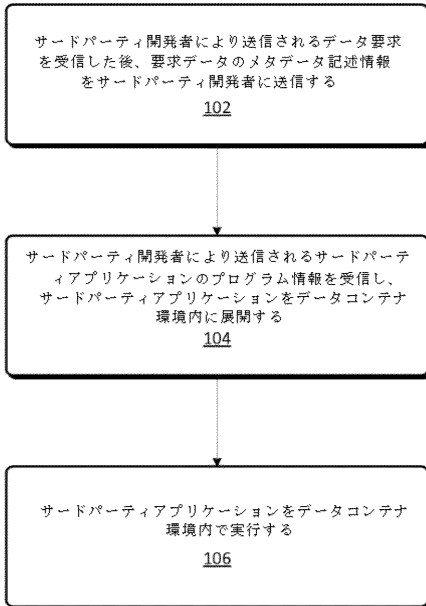 サードパーティ開発者により送信されるデータ要求
を受信した後、要求データのメタデータ記述情報
をサードパーティ開発者に送信する
102
サードパーティ開発者により送信されるサードパーテ
ィアプリケーションのプログラム情報を受信し、
サードパーティアプリケーションをデータコンテナ
環境内に展開する
104
サードパーティアプリケーションをデータコンテナ
環境内で実行する
106